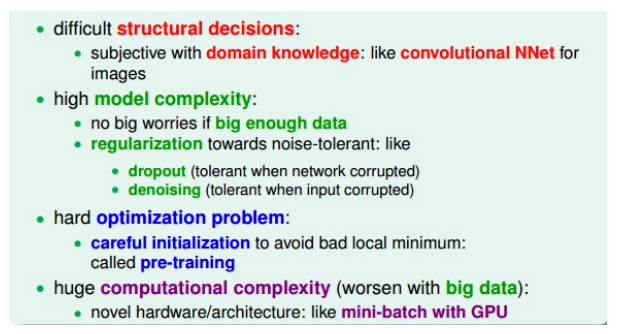 • difficult structural decisions:
• subjective with domain knowledge: like convolutional NNet for
images
• high model complexity:
• no big worries if big enough data
• regularization towards noise-tolerant: like
• dropout (tolerant when network corrupted)
• denoising (tolerant when input corrupted)
• hard optimization problem:
• careful initialization to avoid bad local minimum:
called pre-training
• huge computational complexity (worsen with big data):
• novel hardware/architecture: like mini-batch with GPU